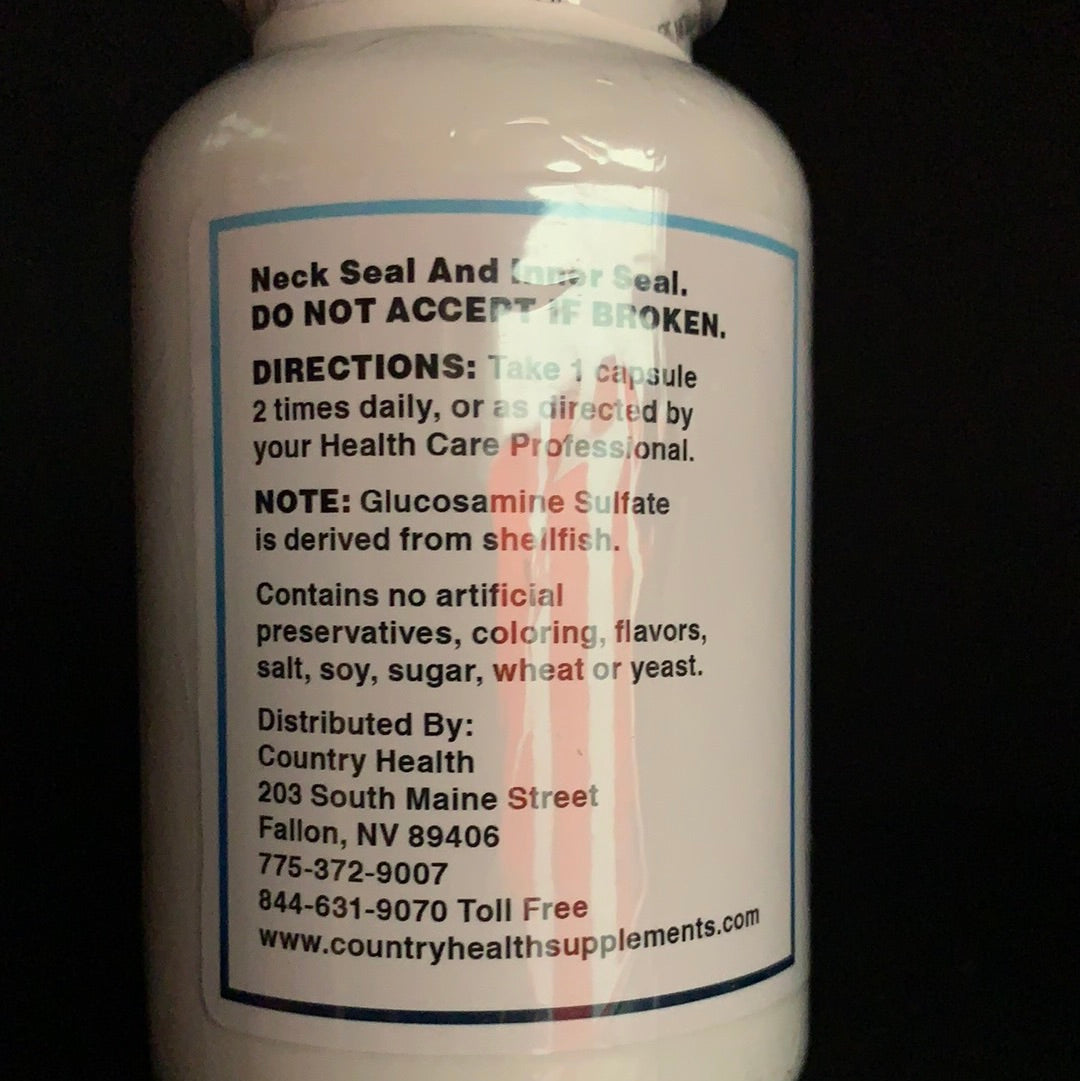 Neck Seal And Inner Seal.
DO NOT ACCEPT IF BROKEN.
DIRECTIONS: Take 1 capsule
2 times daily, or as directed by
your Health Care Professional.
NOTE: Glucosamine Sulfate
is derived from shellfish.
Contains no artificial
preservatives, coloring, flavors,
salt, soy, sugar, wheat or yeast.
Distributed By:
Country Health
203 South Maine Street
Fallon, NV 89406
775-372-9007
844-631-9070 Toll Free
www.countryhealthsupplements.com